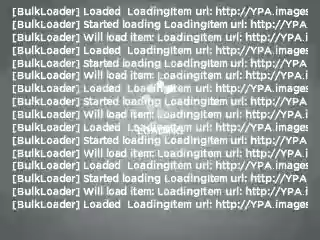 [BulkLoader] Loaded LoadingItem url: http://YPA.images
[BulkLoader] Started loading LoadingItem url: http://YPA
[BulkLoader] Will load item: LoadingItem url: http://YPA.i
[BulkLoader] Loaded LoadingItem url: http://YPA.images
[BulkLoader] Started loading LoadingItem url: http://YPA
[BulkLoader] Will load item: LoadingItem url: http://YPA.i
[BulkLoader] Loaded LoadingItem url: http://YPA.images
[BulkLoader] Started loading LoadingItem url: http://YPA
[BulkLoader] Will load item: LoadingItem url: http://YPA.i
[BulkLoader] Loaded LoadingItem url: http://YPA.images
[BulkLoader] Started loading LoadingItem url: http://YPA
[BulkLoader] Will load item: LoadingItem url: http://YPA.i
[BulkLoader] Loaded LoadingItem url: http://YPA.images
[BulkLoader] Started loading LoadingItem url: http://YPA
[BulkLoader] Will load item: LoadingItem url: http://YPA.i
[BulkLoader] Loaded LoadingItem url: http://YPA.images